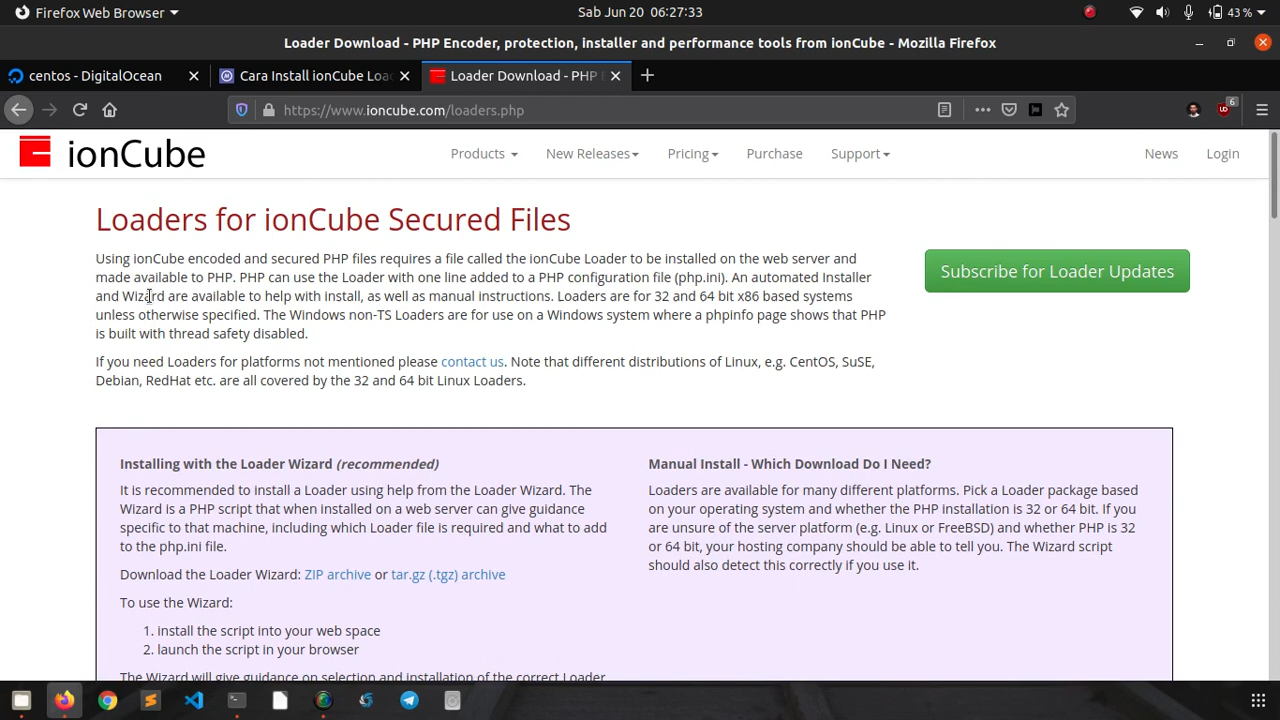 Firefox Web Browser
Sab Jun 20 06:27:33
43 %
Loader Download - PHP Encoder, protection, installer and performance tools from ionCube - Mozilla Firefox
centos - DigitalOcean
Cara Install ionCube Loa
Loader Download - PHP E
https://www.ioncube.com/loaders.php
6
ionCube
Products
New Releases
Pricing
Purchase
Support
News
Login
Loaders for ionCube Secured Files
Using ionCube encoded and secured PHP files requires a file called the ionCube Loader to be installed on the web server and
made available to PHP. PHP can use the Loader with one line added to a PHP configuration file (php.ini). An automated Installer
and Wizard are available to help with install, as well as manual instructions. Loaders are for 32 and 64 bit x86 based systems
unless otherwise specified. The Windows non-TS Loaders are for use on a Windows system where a phpinfo page shows that PHP
is built with thread safety disabled.
Subscribe for Loader Updates
If you need Loaders for platforms not mentioned please contact us. Note that different distributions of Linux, e.g. CentOS, SuSE,
Debian, RedHat etc. are all covered by the 32 and 64 bit Linux Loaders.
Installing with the Loader Wizard (recommended)
It is recommended to install a Loader using help from the Loader Wizard. The
Wizard is a PHP script that when installed on a web server can give guidance
specific to that machine, including which Loader file is required and what to add
to the php.ini file.
Download the Loader Wizard: ZIP archive or tar.gz (.tgz) archive
To use the Wizard:
1. install the script into your web space
2. launch the script in your browser
The Wizard will give guidance on selection and installation of the correct Loader
Manual Install - Which Download Do I Need?
Loaders are available for many different platforms. Pick a Loader package based
on your operating system and whether the PHP installation is 32 or 64 bit. If you
are unsure of the server platform (e.g. Linux or FreeBSD) and whether PHP is 32
or 64 bit, your hosting company should be able to tell you. The Wizard script
should also detect this correctly if you use it.